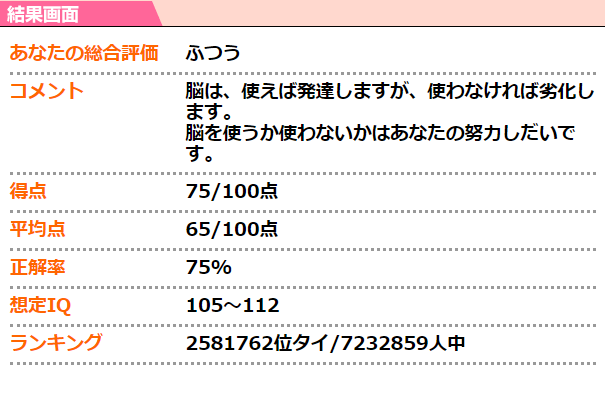 結果画面
あなたの総合評価 ふつう
コメント 脳は、使えば発達しますが、使わなければ劣化し
ます。
脳を使うか使わないかはあなたの努力しだいで
す。
得点 75/100点
平均点 65/100点
正解率 75%
想定IQ 105～112
ランキング 2581762位タイ/7232859人中